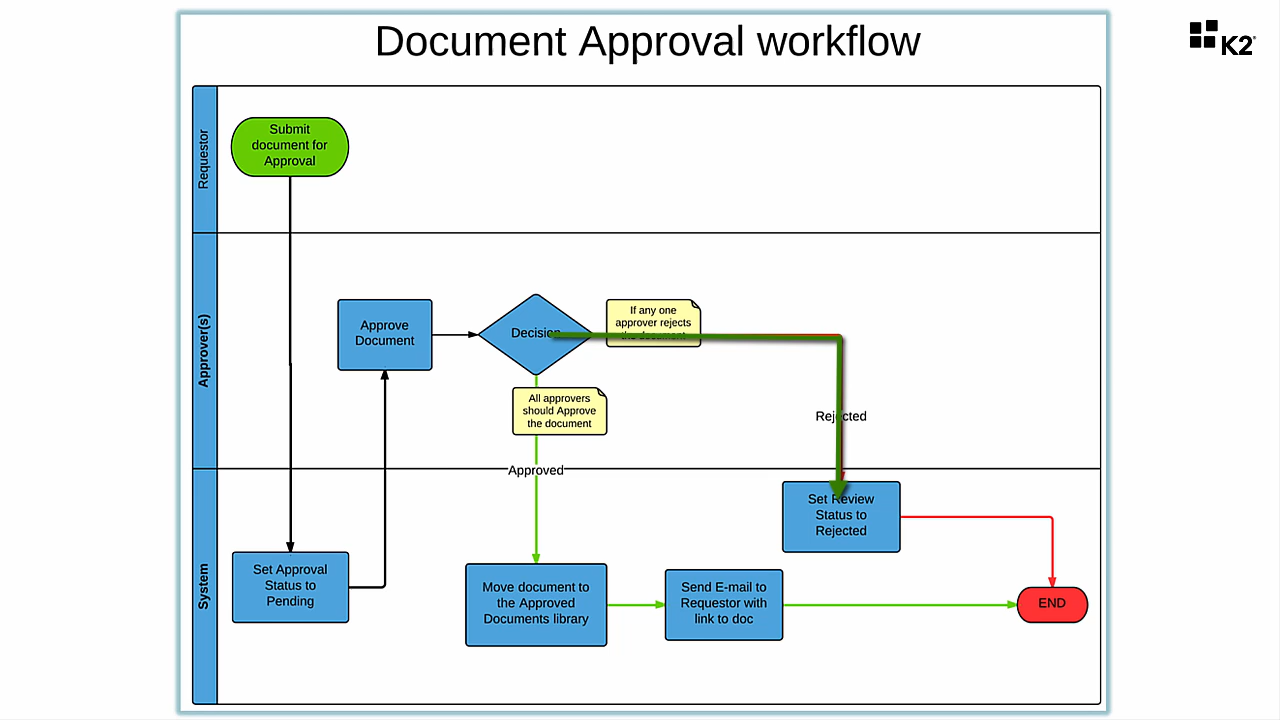 Document Approval workflow
K2
Requestor
Submit
document for
Approval
Approver(s)
Approve
Document
Decision
If any one
approver rejects
the document
All approvers
should Approve
the document
Rejected
Approved
System
Set Review
Status to
Rejected
Set Approval
Status to
Pending
Move document to
the Approved
Documents library
Send E-mail to
Requestor with
link to doc
END